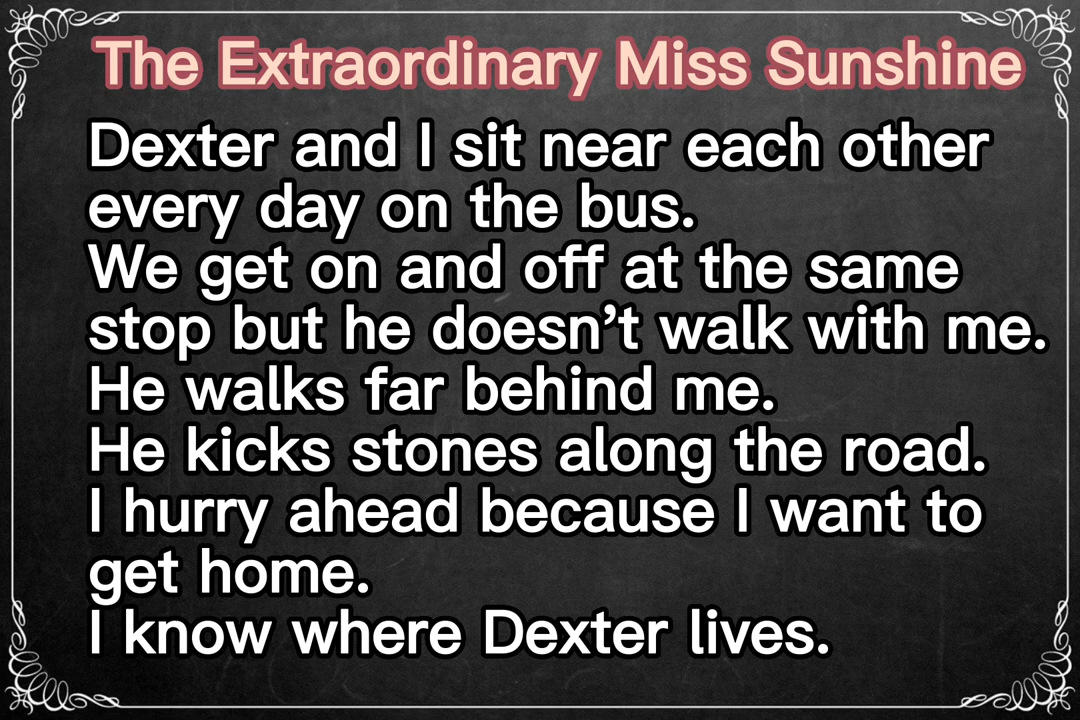 The Extraordinary Miss Sunshine
Dexter and I sit near each other
every day on the bus.
We get on and off at the same
stop but he doesn’t walk with me.
He walks far behind me.
He kicks stones along the road.
I hurry ahead because I want to
get home.
I know where Dexter lives.